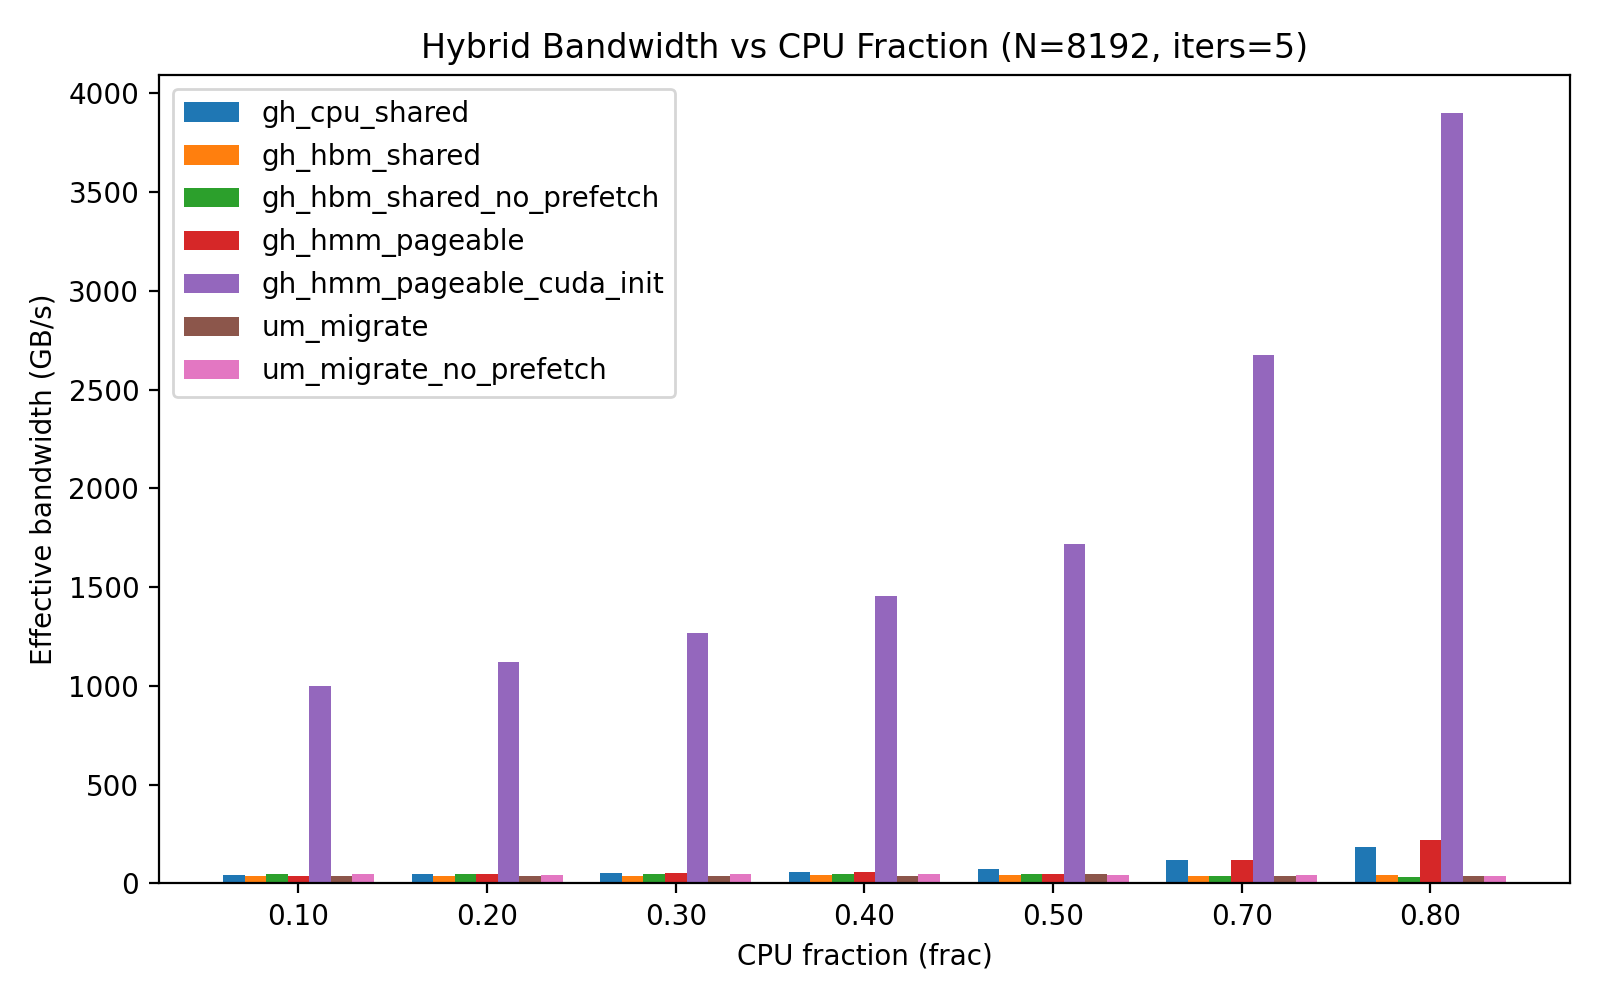 Hybrid Bandwidth vs CPU Fraction (N=8192, iters=5)
gh_cpu_shared
gh_hbm_shared
gh_hbm_shared_no_prefetch
gh_hmm_pageable
gh_hmm_pageable_cuda_init
um_migrate
um_migrate_no_prefetch
Effective bandwidth (GB/s)
4000
3500
3000
2500
2000
1500
1000
500
0
0.10 0.20 0.30 0.40 0.50 0.70 0.80
CPU fraction (frac)